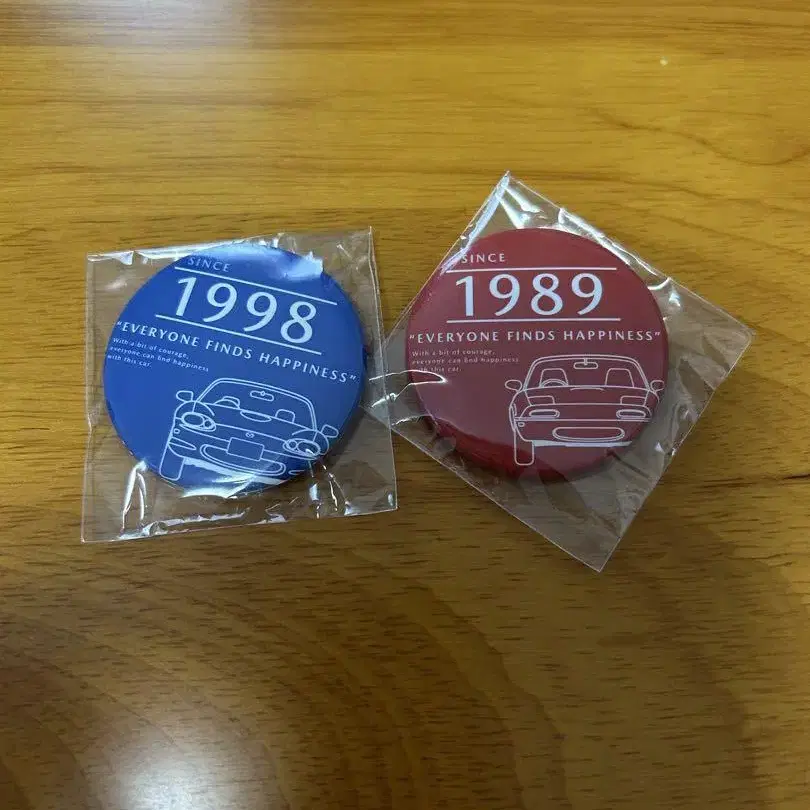 SINCE
1998
"EVERYONE FINDS HAPPINESS"
With a bit of courage,
everyone can find happiness
with this car.
SINCE
1989
"EVERYONE FINDS HAPPINESS"
With a bit of courage,
everyone can find happiness
with this car.